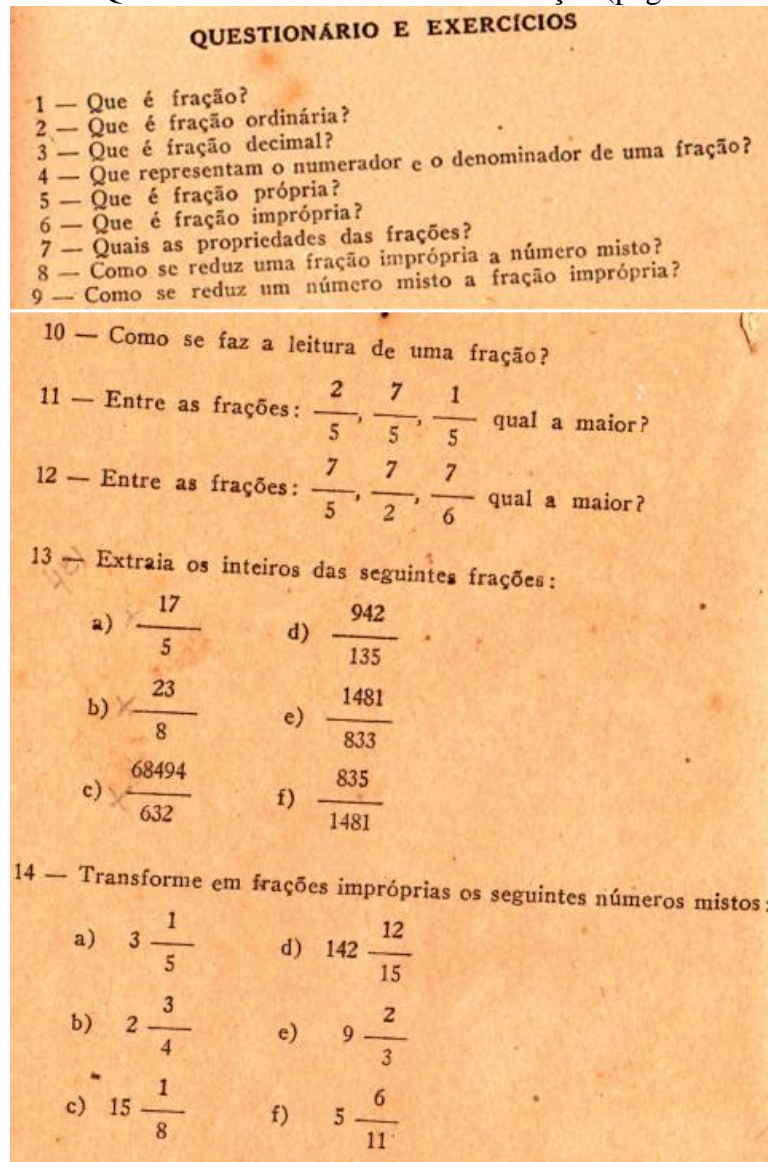 QUESTIONÁRIO E EXERCÍCIOS
1 — Que é fração?
2 — Que é fração ordinária?
3 — Que é fração decimal?
4 — Que representam o numerador e o denominador de uma fração?
5 — Que é fração própria?
6 — Que é fração imprópria?
7 — Quais as propriedades das frações?
8 — Como se reduz uma fração imprópria a número misto?
9 — Como se reduz um número misto a fração imprópria?
10 — Como se faz a leitura de uma fração?
11 — Entre as frações: 2/5, 7/5, 1/5 qual a maior?
12 — Entre as frações: 7/5, 7/2, 7/6 qual a maior?
13 — Extraia os inteiros das seguintes frações:
a) 17/5 d) 942/135
b) 23/8 e) 1481/833
c) 68494/632 f) 835/1481
14 — Transforme em frações impróprias os seguintes números mistos:
a) 3 1/5 d) 142 12/15
b) 2 3/4 e) 9 2/3
c) 15 1/8 f) 5 6/11